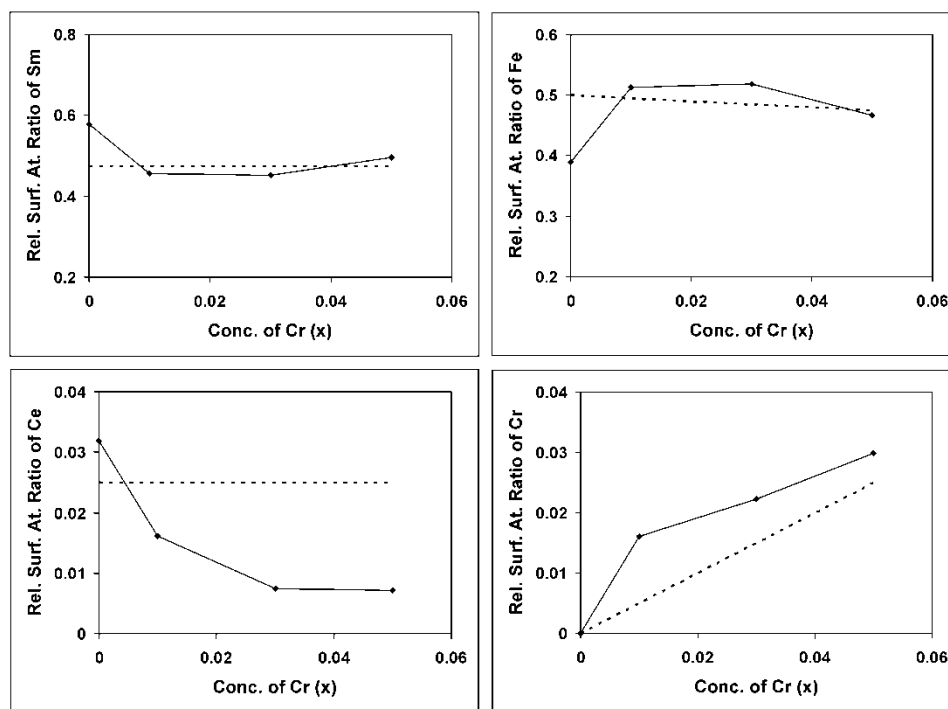 Rel. Surf. At. Ratio of Sm
0.8
0.6
0.4
0.2
0 0.02 0.04 0.06
Conc. of Cr (x)
Rel. Surf. At. Ratio of Fe
0.6
0.5
0.4
0.3
0.2
0 0.02 0.04 0.06
Conc. of Cr (x)
Rel. Surf. At. Ratio of Ce
0.04
0.03
0.02
0.01
0
0 0.02 0.04 0.06
Conc. of Cr (x)
Rel. Surf. At. Ratio of Cr
0.04
0.03
0.02
0.01
0
0 0.02 0.04 0.06
Conc. of Cr (x)